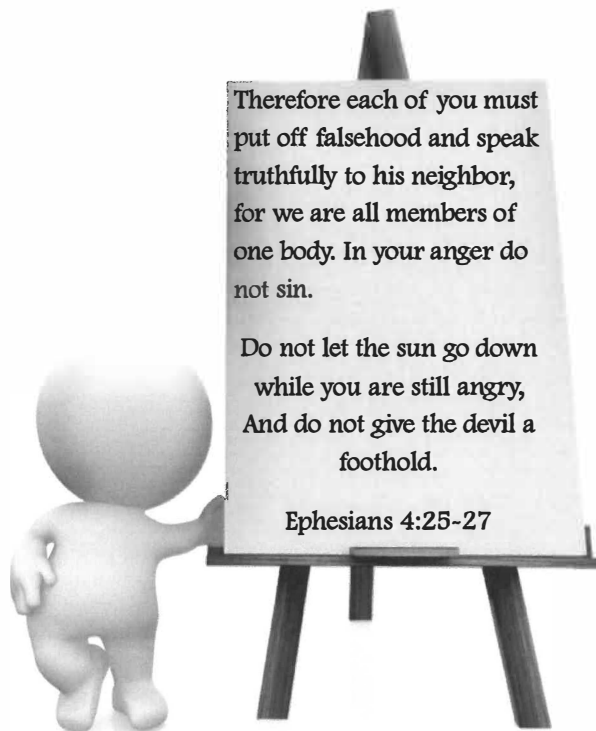 Therefore each of you must
put off falsehood and speak
truthfully to his neighbor,
for we are all members of
one body. In your anger do
not sin.
Do not let the sun go down
while you are still angry,
And do not give the devil a
foothold.
Ephesians 4:25-27